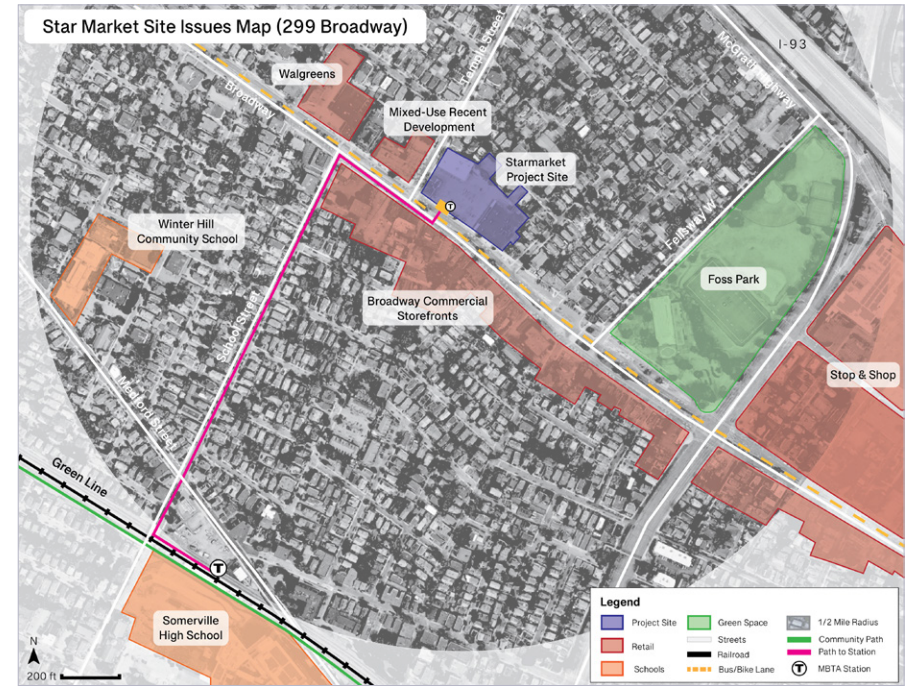 Star Market Site Issues Map (299 Broadway)
I-93
McGrath Highway
Temple Street
Walgreens
Broadway
Mixed-Use Recent
Development
Starmarket
Project Site
T
Fellsway W
Winter Hill
Community School
Foss Park
Broadway Commercial
Storefronts
School Street
Stop & Shop
Medford Street
Green Line
T
Somerville
High School
N
200 ft
Legend
Project Site
Retail
Schools
Green Space
Streets
Railroad
Bus/Bike Lane
1/2 Mile Radius
Community Path
Path to Station
T
MBTA Station